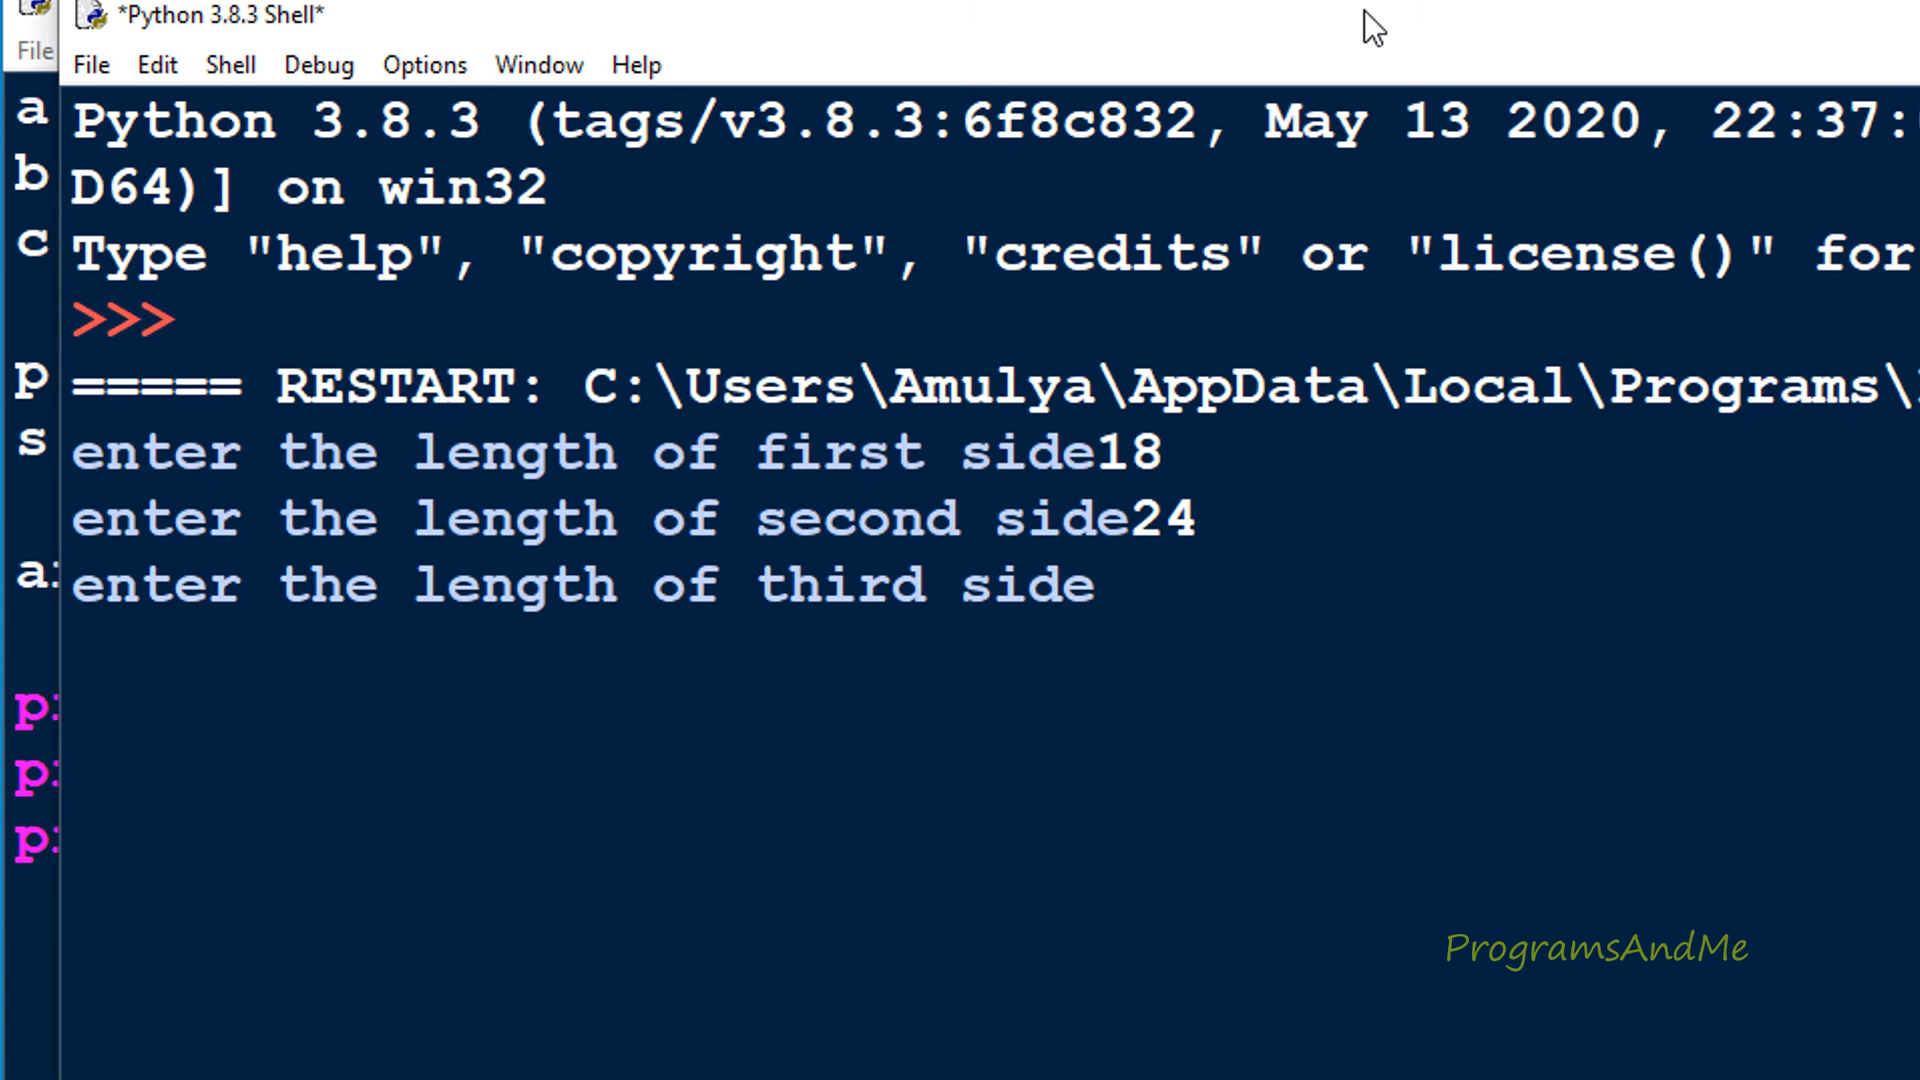 *Python 3.8.3 Shell*
File
File Edit Shell Debug Options Window Help
a
b
c
p
s
Python 3.8.3 (tags/v3.8.3:6f8c832, May 13 2020, 22:37:
D64)] on win32
Type "help", "copyright", "credits" or "license()" for
>>>
===== RESTART: C:\Users\Amulya\AppData\Local\Programs\
enter the length of first side18
enter the length of second side24
enter the length of third side
ProgramsAndMe